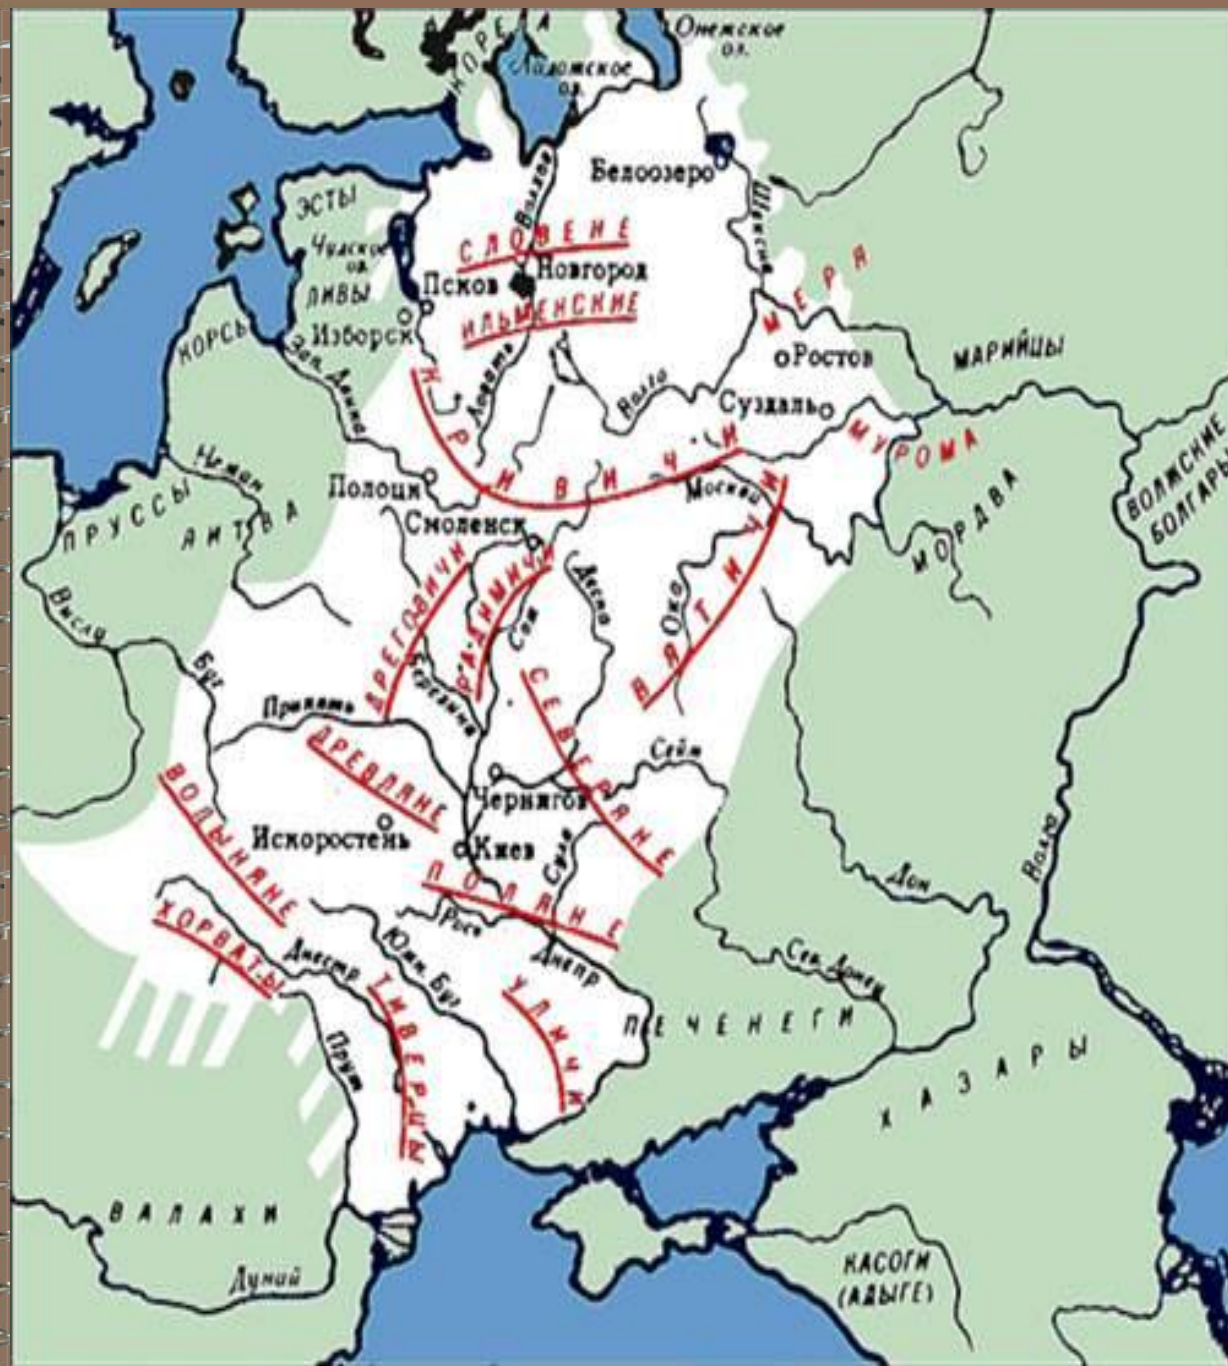 КОРЕЛА
Онежское
оз.
Ладожское
оз.
Белоозеро
Волхов
Шексна
ЭСТЫ
Чудское
оз.
СЛОВЕНЕ
Новгород
ИЛЬМЕНСКИЕ
Псков
ЛИВЫ
Изборск
МЕРЯ
КОРСЬ
Зап. Двина
Ловать
Волга
Ростов
МАРИЙЦЫ
Суздаль
МУРОМА
КРИВИЧИ
Неман
Полоцк
Москва
ПРУССЫ
ЛИТВА
МОРДВА
ВОЛЖСКИЕ
БОЛГАРЫ
Смоленск
ДРЕГОВИЧИ
РАДИМИЧИ
Сож
Десна
Ока
ВЯТИЧИ
Висла
Буг
Березина
Припять
СЕВЕРЯНЕ
ДРЕВЛЯНЕ
Сейм
ВОЛЫНЯНЕ
Чернигов
Искоростень
Киев
Сула
Дон
Волга
ПОЛЯНЕ
ХОРВАТЫ
Рось
Днестр
Южн. Буг
Днепр
Сев. Донец
ТИВЕРЦЫ
УЛИЧИ
ПЕЧЕНЕГИ
Прут
ХАЗАРЫ
ВАЛАХИ
Дунай
КАСОГИ
(АДЫГЕ)